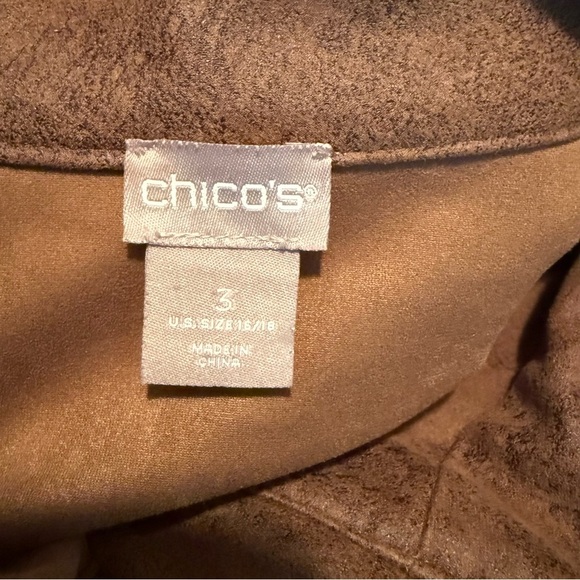 chico's®
3
U.S. SIZE 16/18
MADE IN
CHINA